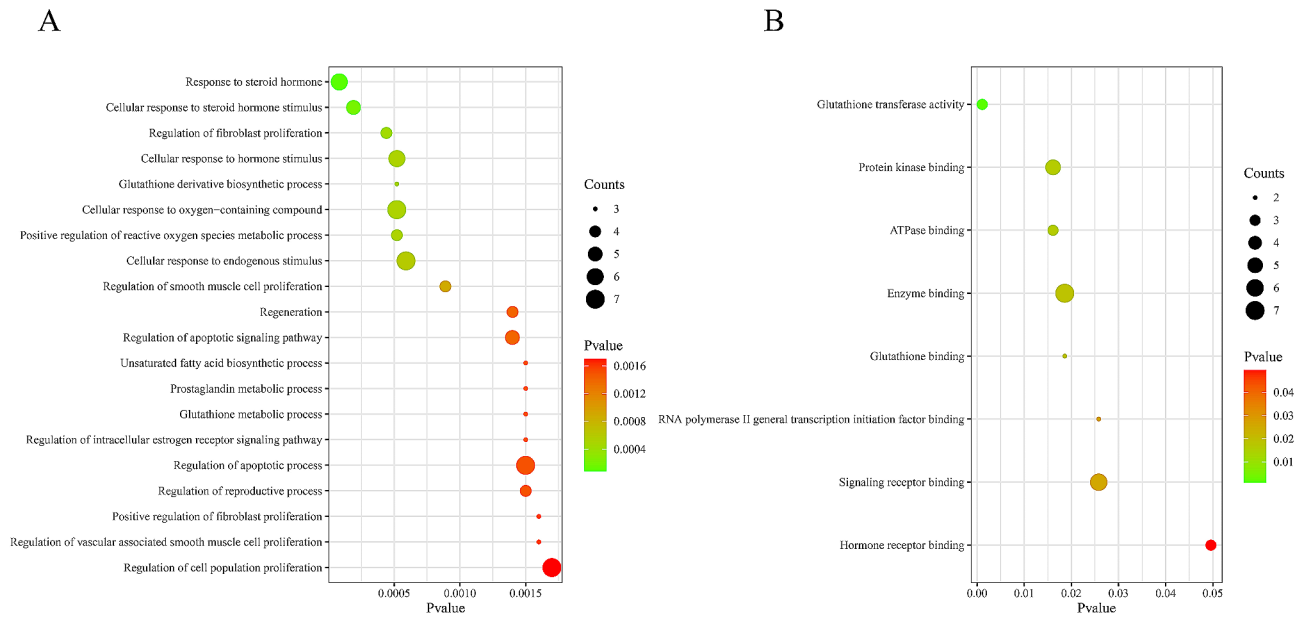 A
Response to steroid hormone
Cellular response to steroid hormone stimulus
Regulation of fibroblast proliferation
Cellular response to hormone stimulus
Glutathione derivative biosynthetic process
Cellular response to oxygen−containing compound
Positive regulation of reactive oxygen species metabolic process
Cellular response to endogenous stimulus
Regulation of smooth muscle cell proliferation
Regeneration
Regulation of apoptotic signaling pathway
Unsaturated fatty acid biosynthetic process
Prostaglandin metabolic process
Glutathione metabolic process
Regulation of intracellular estrogen receptor signaling pathway
Regulation of apoptotic process
Regulation of reproductive process
Positive regulation of fibroblast proliferation
Regulation of vascular associated smooth muscle cell proliferation
Regulation of cell population proliferation
0.0005 0.0010 0.0015
Pvalue
Counts
3
4
5
6
7
Pvalue
0.0016
0.0012
0.0008
0.0004
B
Glutathione transferase activity
Protein kinase binding
ATPase binding
Enzyme binding
Glutathione binding
RNA polymerase II general transcription initiation factor binding
Signaling receptor binding
Hormone receptor binding
0.00 0.01 0.02 0.03 0.04 0.05
Pvalue
Counts
2
3
4
5
6
7
Pvalue
0.04
0.03
0.02
0.01